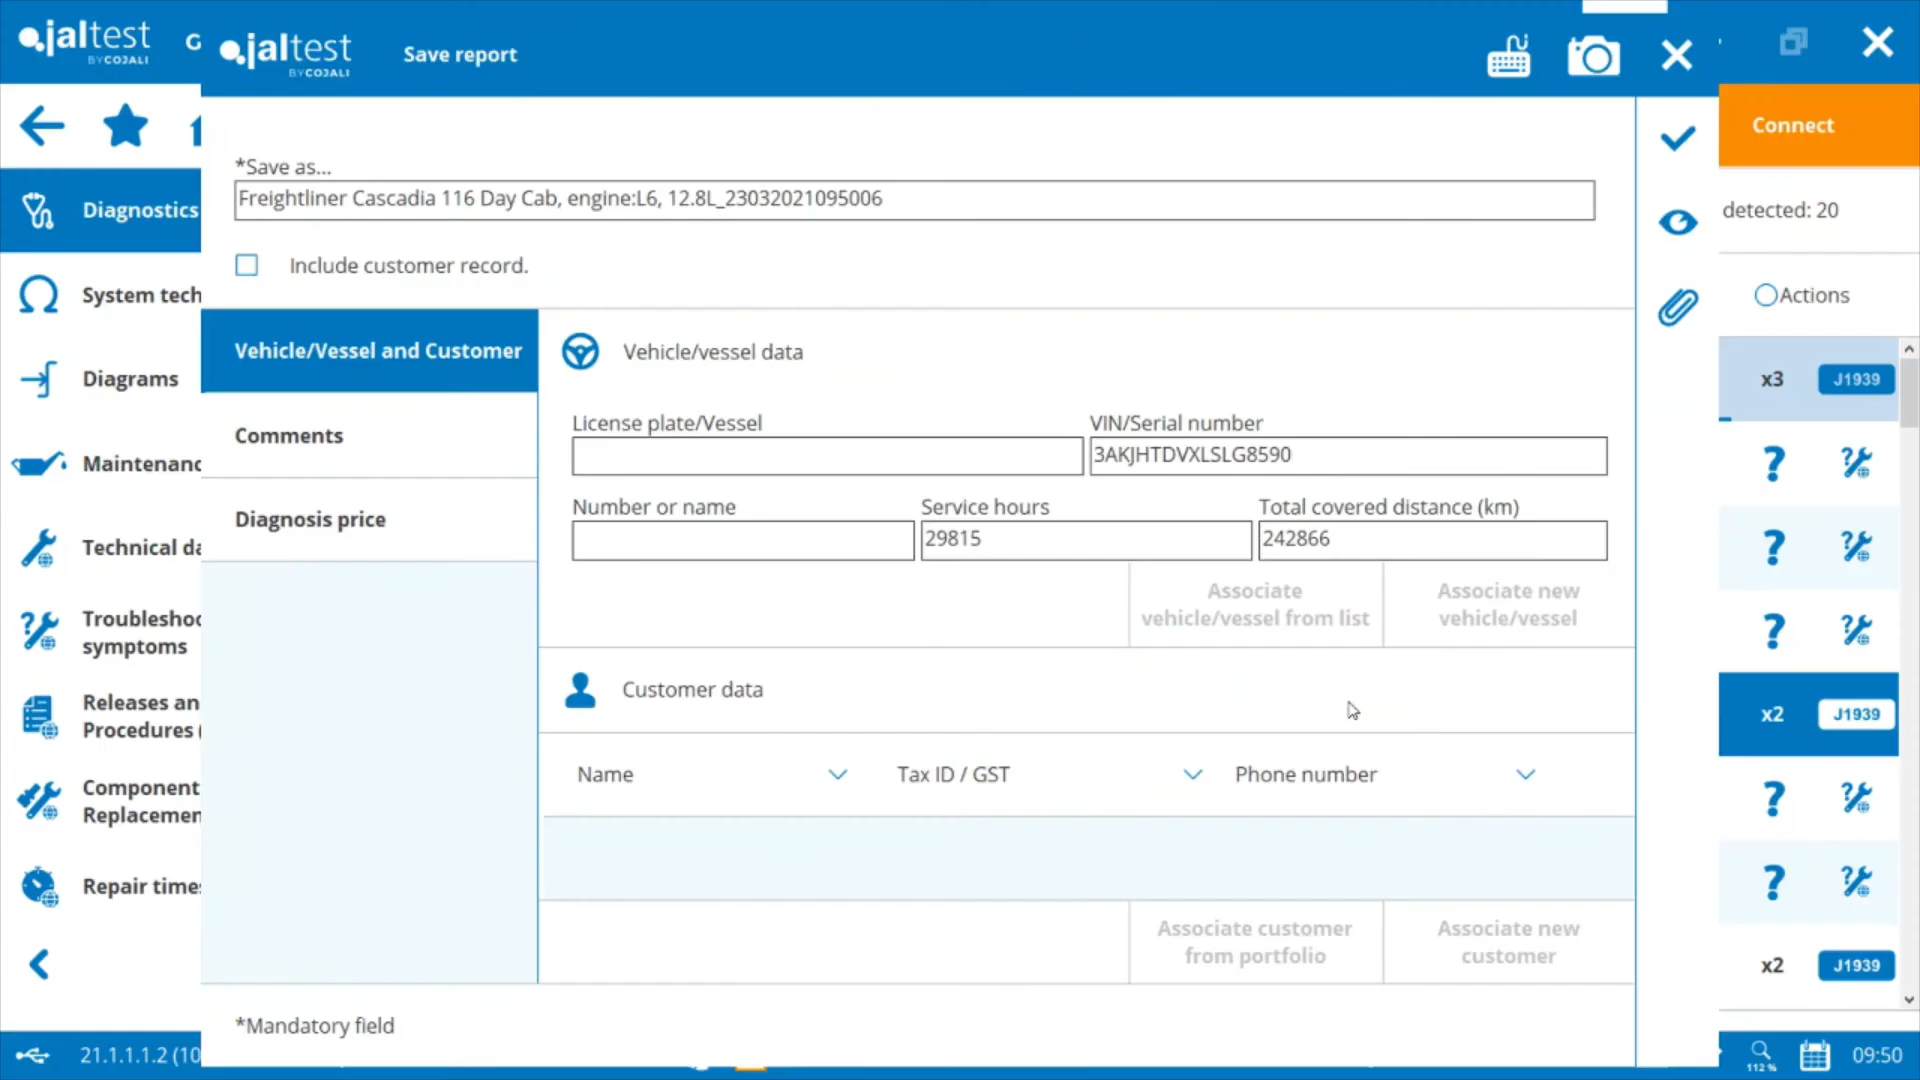 jaltest
BY COJALI
G
jaltest
BY COJALI
Save report
Connect
*Save as...
Freightliner Cascadia 116 Day Cab, engine:L6, 12.8L_23032021095006
Include customer record.
detected: 20
Actions
Diagnostics
System tech
Diagrams
Maintenanc
Technical da
Troubleshoo
symptoms
Releases an
Procedures (
Component
Replacemen
Repair times
Vehicle/Vessel and Customer
Comments
Diagnosis price
Vehicle/vessel data
License plate/Vessel
VIN/Serial number
3AKJHTDVXLSLG8590
Number or name
Service hours
Total covered distance (km)
29815
242866
Associate
vehicle/vessel from list
Associate new
vehicle/vessel
Customer data
Name
Tax ID / GST
Phone number
Associate customer
from portfolio
Associate new
customer
x3
J1939
?
?
?
x2
J1939
?
?
x2
J1939
*Mandatory field
21.1.1.1.2 (10
112 %
09:50